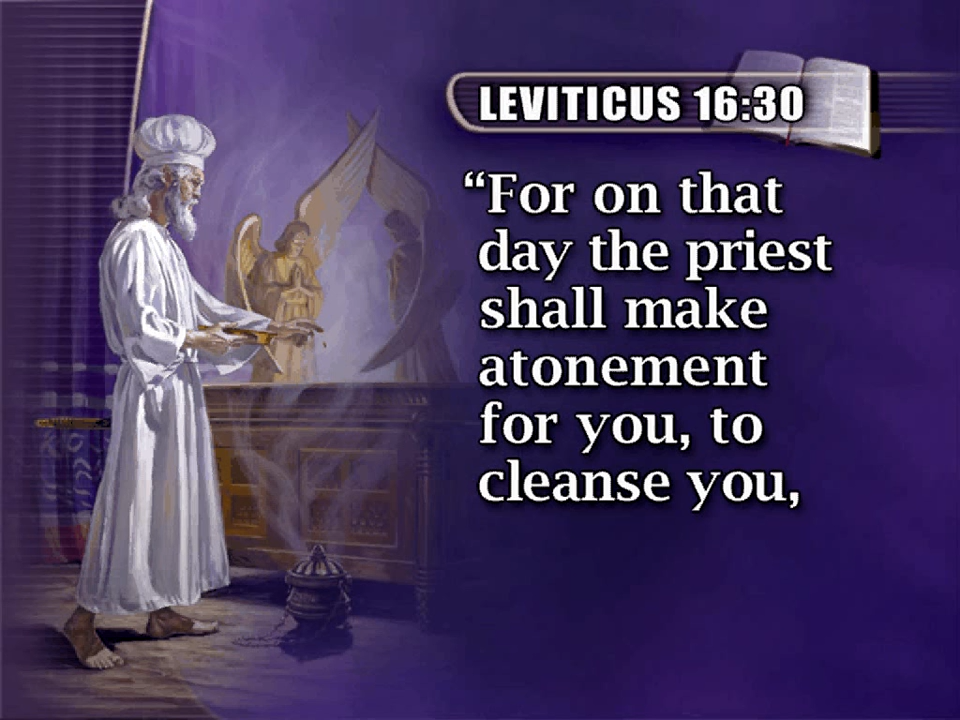 LEVITICUS 16:30
“For on that
day the priest
shall make
atonement
for you, to
cleanse you,